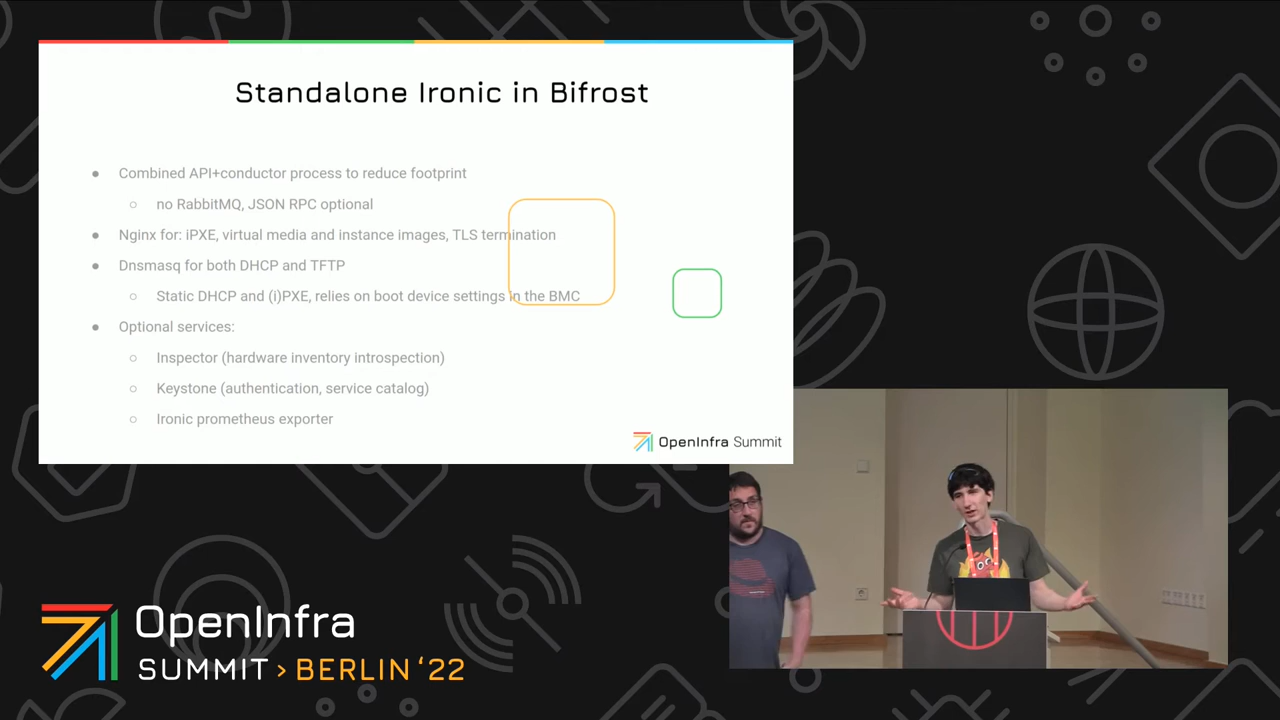 Standalone Ironic in Bifrost
● Combined API+conductor process to reduce footprint
○ no RabbitMQ, JSON RPC optional
● Nginx for: iPXE, virtual media and instance images, TLS termination
● Dnsmasq for both DHCP and TFTP
○ Static DHCP and (i)PXE, relies on boot device settings in the BMC
● Optional services:
○ Inspector (hardware inventory introspection)
○ Keystone (authentication, service catalog)
○ Ironic prometheus exporter
OpenInfra Summit
OpenInfra
SUMMIT > BERLIN ‘22